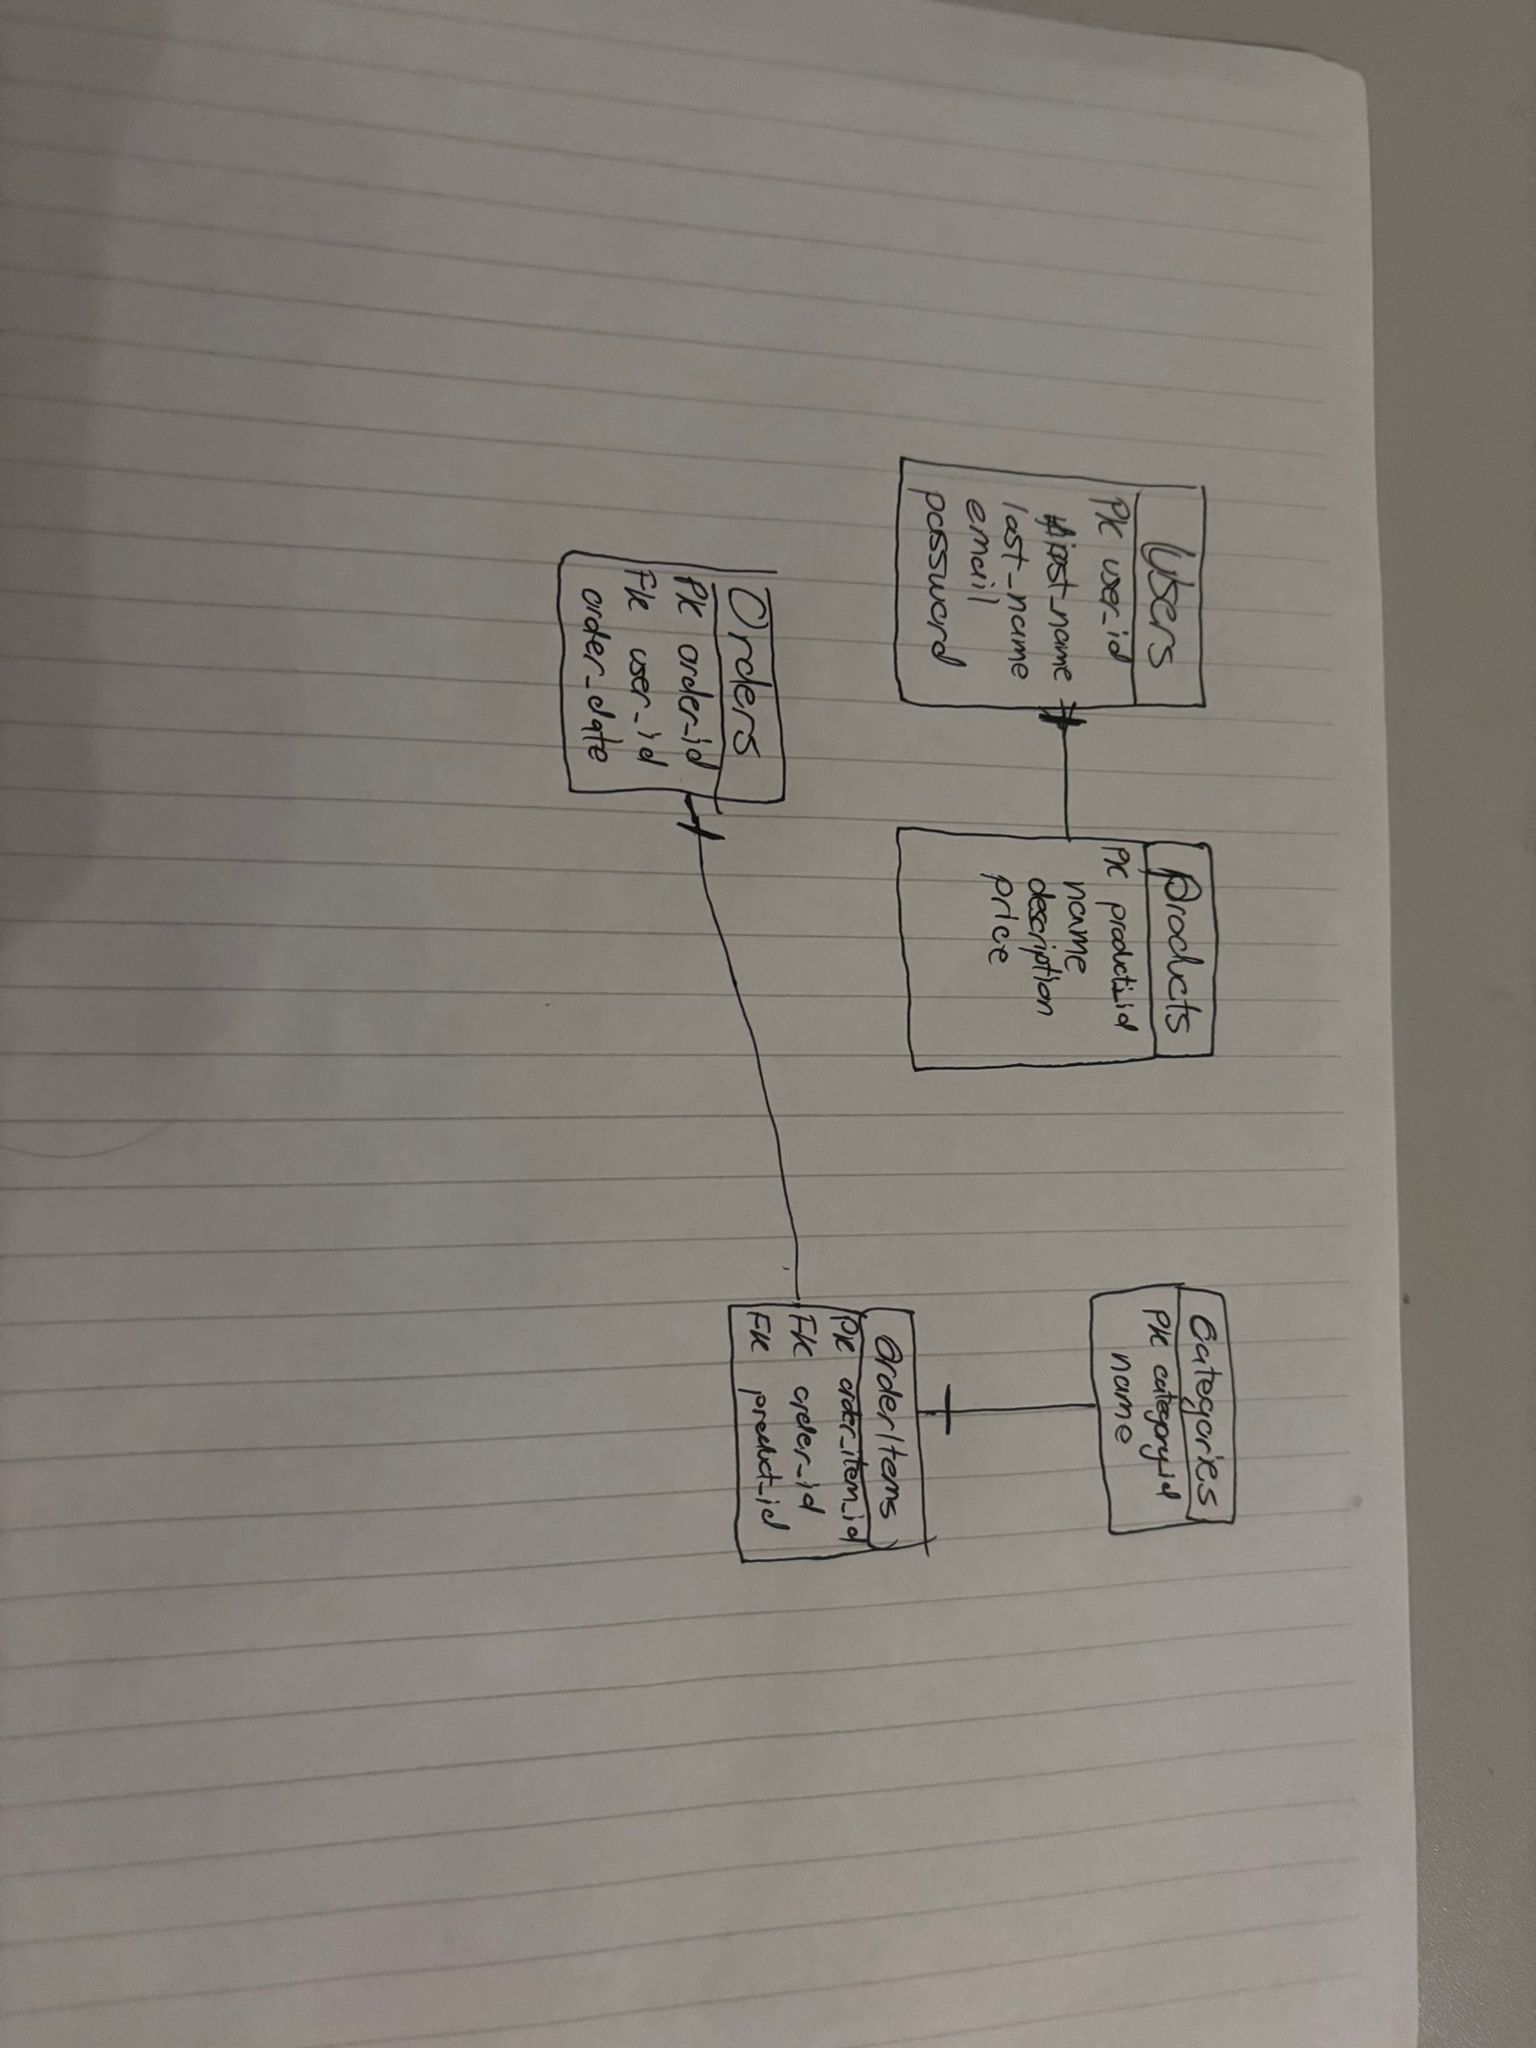 Users
PK user_id
first_name
last_name
email
password
Products
PK product_id
name
description
price
Categories
PK category_id
name
Orders
PK order_id
FK user_id
order_date
OrderItems
PK order_item_id
FK order_id
FK product_id